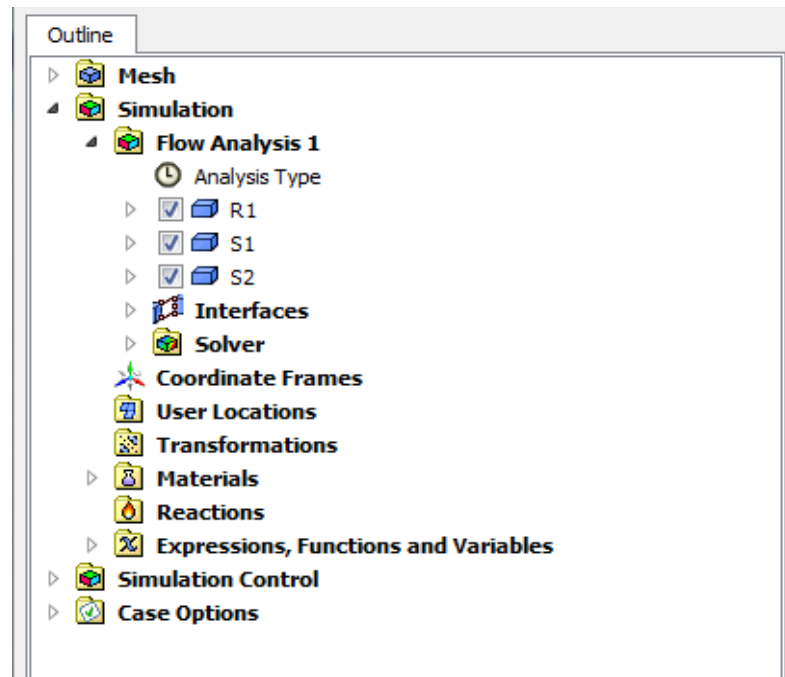 Outline
Mesh
Simulation
Flow Analysis 1
Analysis Type
R1
S1
S2
Interfaces
Solver
Coordinate Frames
User Locations
Transformations
Materials
Reactions
Expressions, Functions and Variables
Simulation Control
Case Options